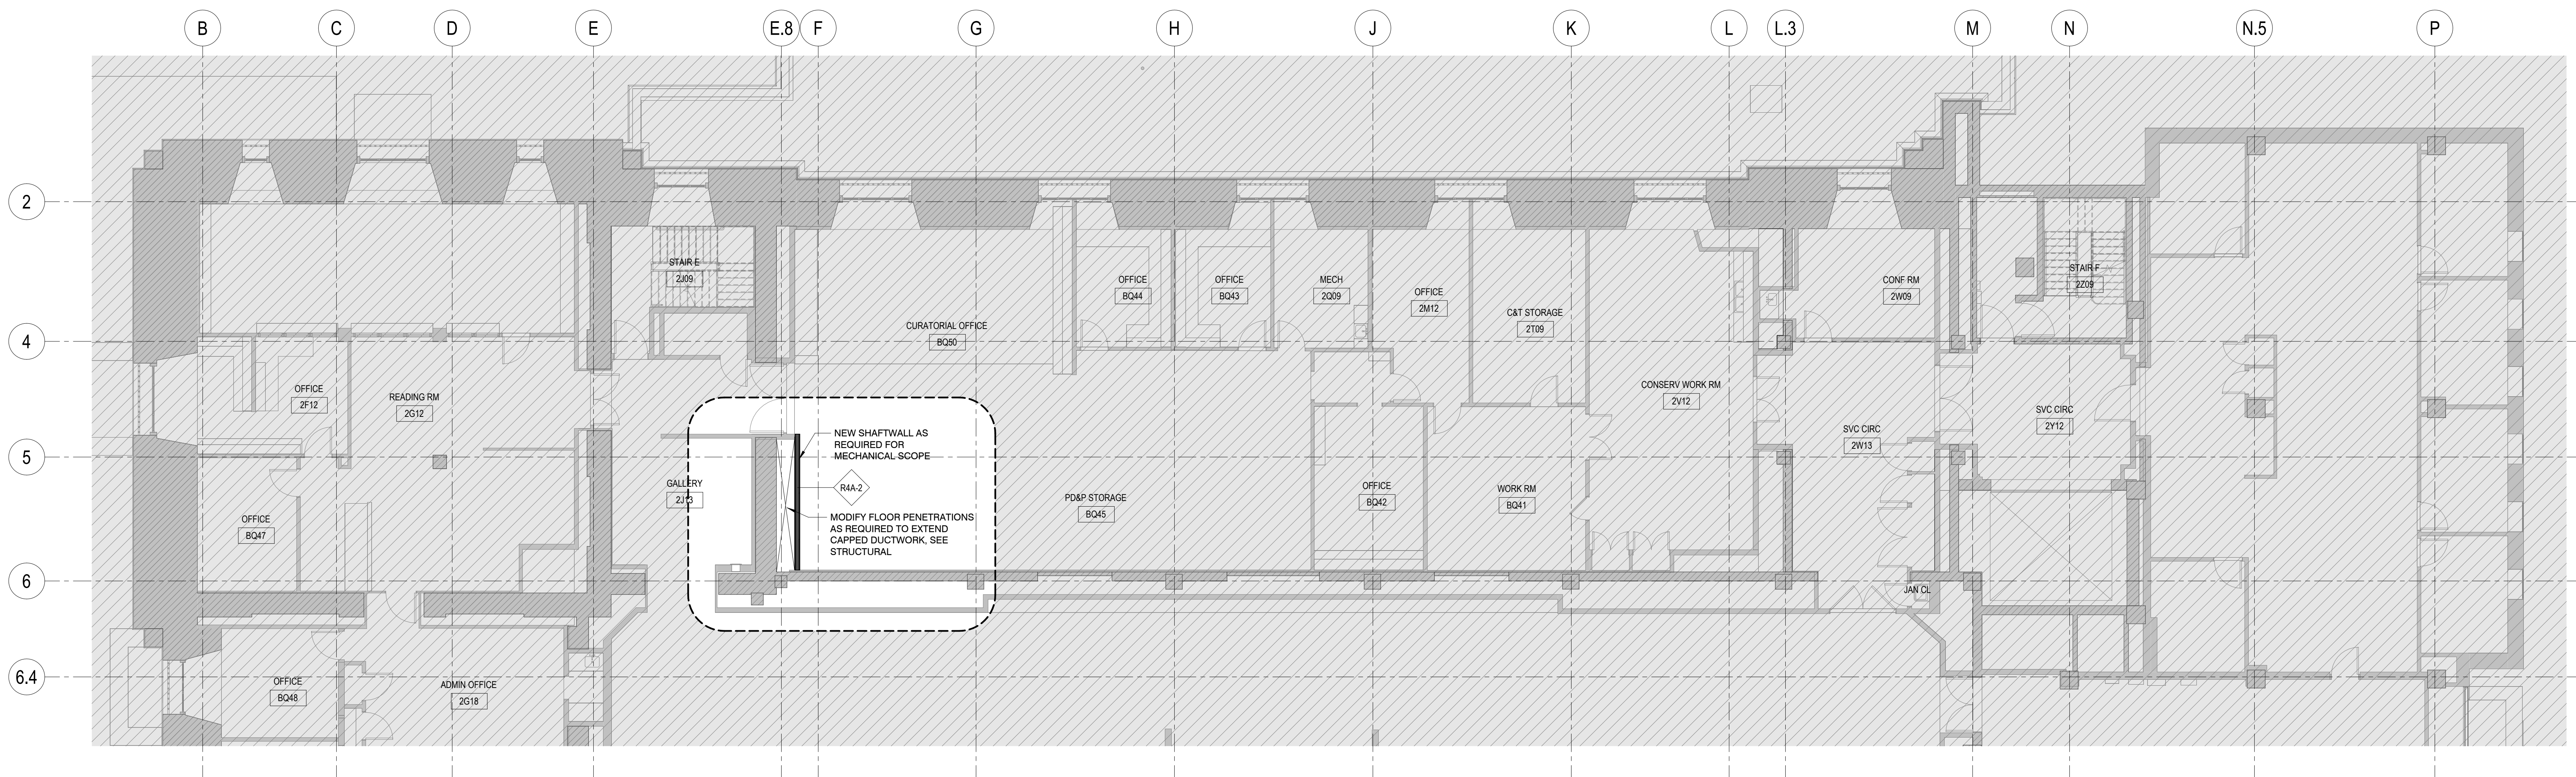 B
C
D
E
E.8
F
G
H
J
K
L
L.3
M
N
N.5
P
2
4
5
6
6.4
STAIR E
2J09
OFFICE
BQ44
OFFICE
BQ43
MECH
2Q09
OFFICE
2M12
C&T STORAGE
2T09
CONF RM
2W09
STAIR F
2Z09
CURATORIAL OFFICE
BQ50
OFFICE
2F12
READING RM
2G12
CONSERV WORK RM
2V12
SVC CIRC
2W13
SVC CIRC
2Y12
NEW SHAFTWALL AS
REQUIRED FOR
MECHANICAL SCOPE
R4A-2
GALLERY
2J13
MODIFY FLOOR PENETRATIONS
AS REQUIRED TO EXTEND
CAPPED DUCTWORK, SEE
STRUCTURAL
PD&P STORAGE
BQ45
OFFICE
BQ42
WORK RM
BQ41
OFFICE
BQ47
JAN CL
OFFICE
BQ48
ADMIN OFFICE
2G18